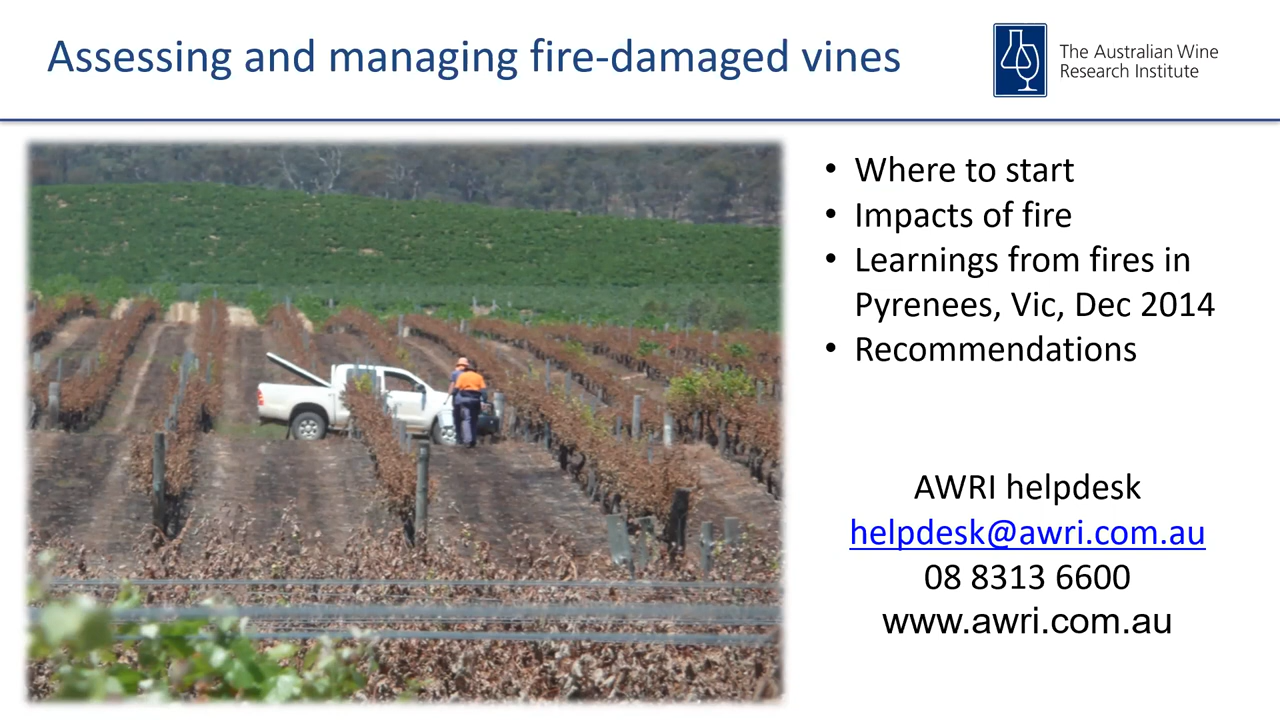 Assessing and managing fire-damaged vines
The Australian Wine
Research Institute
• Where to start
• Impacts of fire
• Learnings from fires in
Pyrenees, Vic, Dec 2014
• Recommendations
AWRI helpdesk
helpdesk@awri.com.au
08 8313 6600
www.awri.com.au